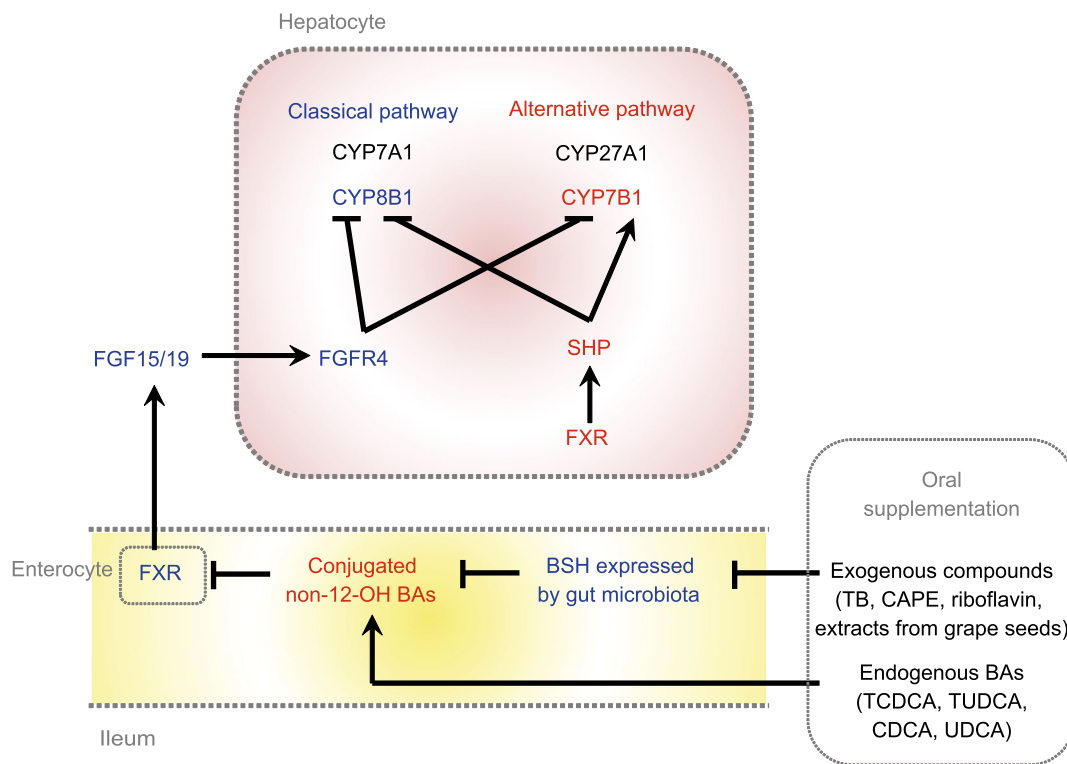 Hepatocyte
Classical pathway
Alternative pathway
CYP7A1
CYP27A1
CYP8B1
CYP7B1
FGF15/19
FGFR4
SHP
FXR
Oral
supplementation
Enterocyte
FXR
Conjugated
non-12-OH BAs
BSH expressed
by gut microbiota
Exogenous compounds
(TB, CAPE, riboflavin,
extracts from grape seeds)
Endogenous BAs
(TCDCA, TUDCA,
CDCA, UDCA)
Ileum